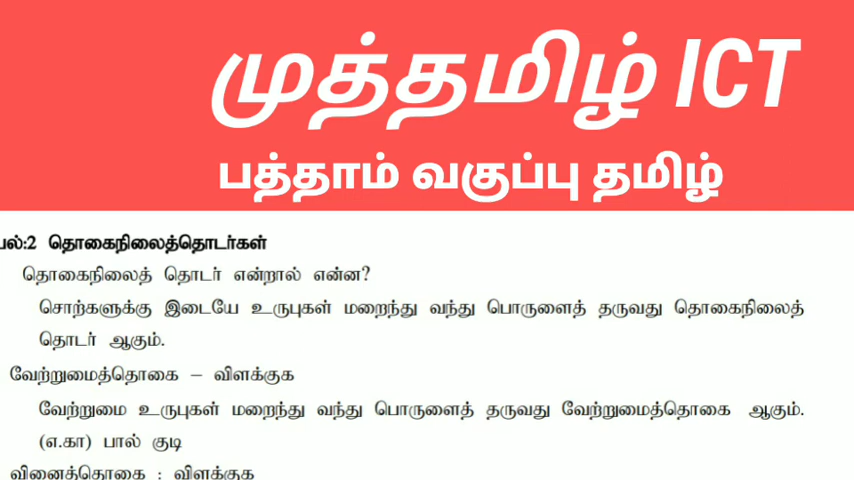 முத்தமிழ் ICT
பத்தாம் வகுப்பு தமிழ்
தொகைநிலைத்தொடர்கள்
தொகைநிலைத் தொடர் என்றால் என்ன?
சொற்களுக்கு இடையே உருபுகள் மறைந்து வந்து பொருளைத் தருவது தொகைநிலைத்
தொடர் ஆகும்.
வேற்றுமைத்தொகை – விளக்குக
வேற்றுமை உருபுகள் மறைந்து வந்து பொருளைத் தருவது வேற்றுமைத்தொகை ஆகும்.
(எ.கா) பால் குடி
வினைத்தொகை : விளக்குக